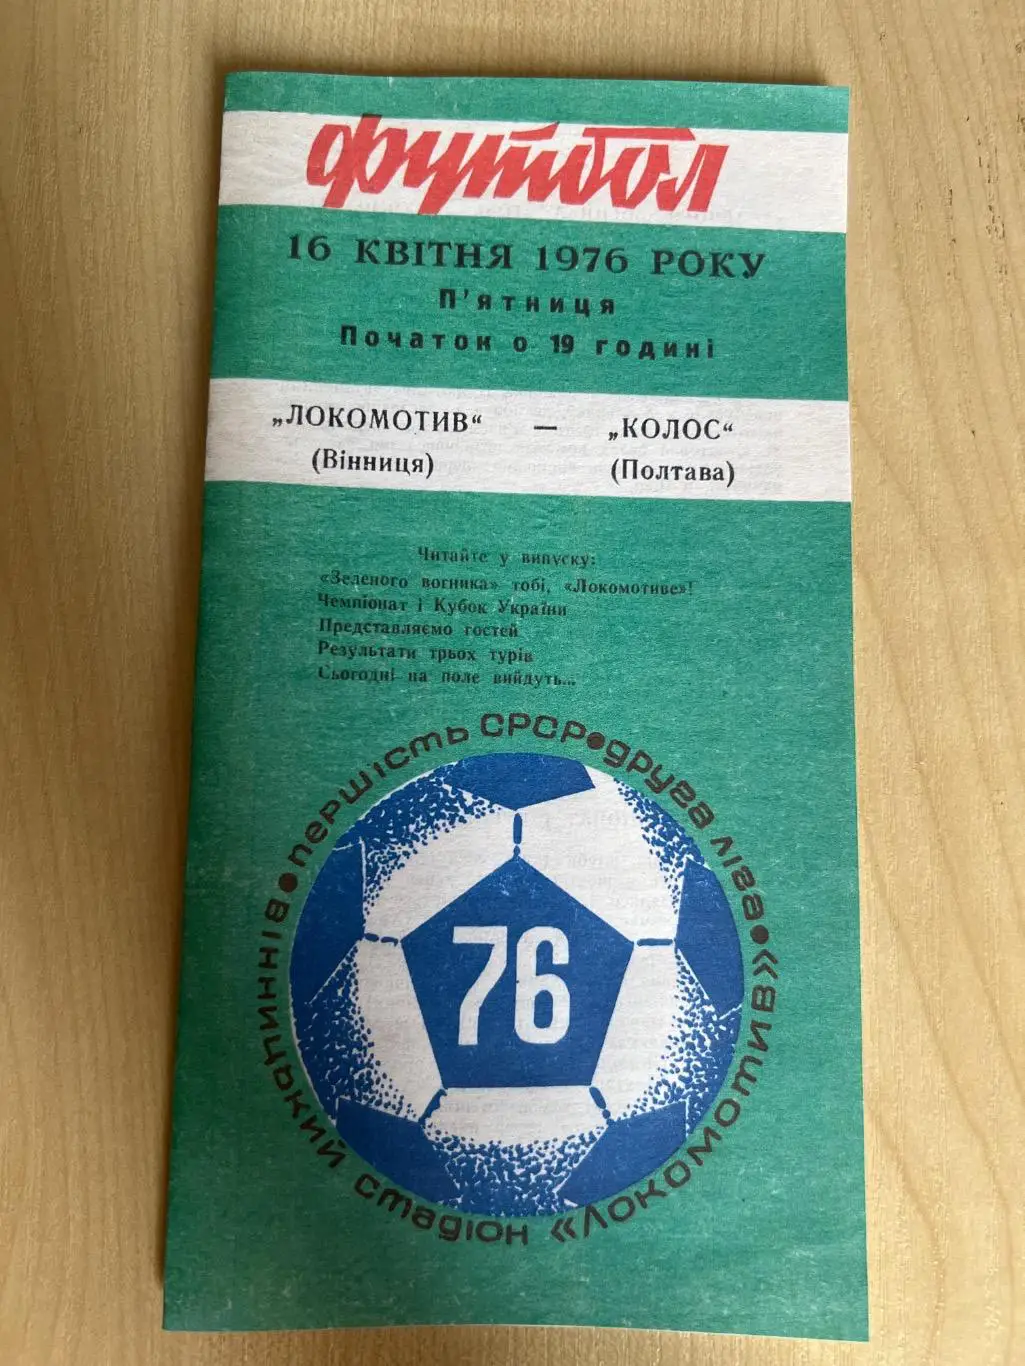 футбол
16 КВІТНЯ 1976 РОКУ
П'ятниця
Початок о 19 годині
„ЛОКОМОТИВ“ — „КОЛОС“
(Вінниця) (Полтава)
Читайте у випуску:
«Зеленого вогника» тобі, «Локомотиве»!
Чемпіонат і Кубок України
Представляємо гостей
Результати трьох турів
Сьогодні на поле вийдуть...
першість СРСР•друга ліга•
76
вінницький стадіон «Локомотив»